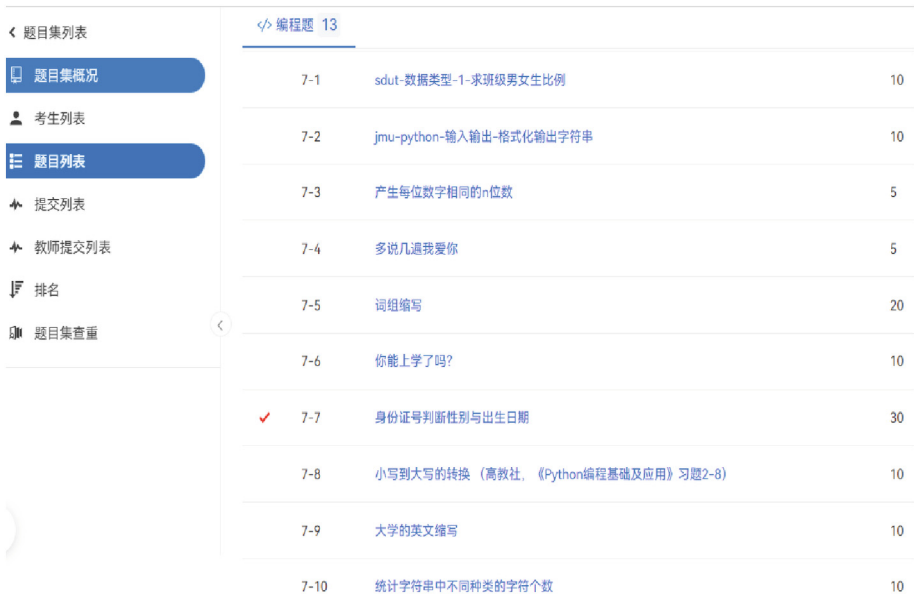 题目集列表
题目集概况
考生列表
题目列表
提交列表
教师提交列表
排名
题目集查重
</> 编程题 13
7-1 sdut-数据类型-1-求班级男女生比例 10
7-2 jmu-python-输入输出-格式化输出字符串 10
7-3 产生每位数字相同的n位数 5
7-4 多说几遍我爱你 5
7-5 词组缩写 20
7-6 你能上学了吗? 10
7-7 身份证号判断性别与出生日期 30
7-8 小写到大写的转换 (高教社, 《Python编程基础及应用》习题2-8) 10
7-9 大学的英文缩写 10
7-10 统计字符串中不同种类的字符个数 10